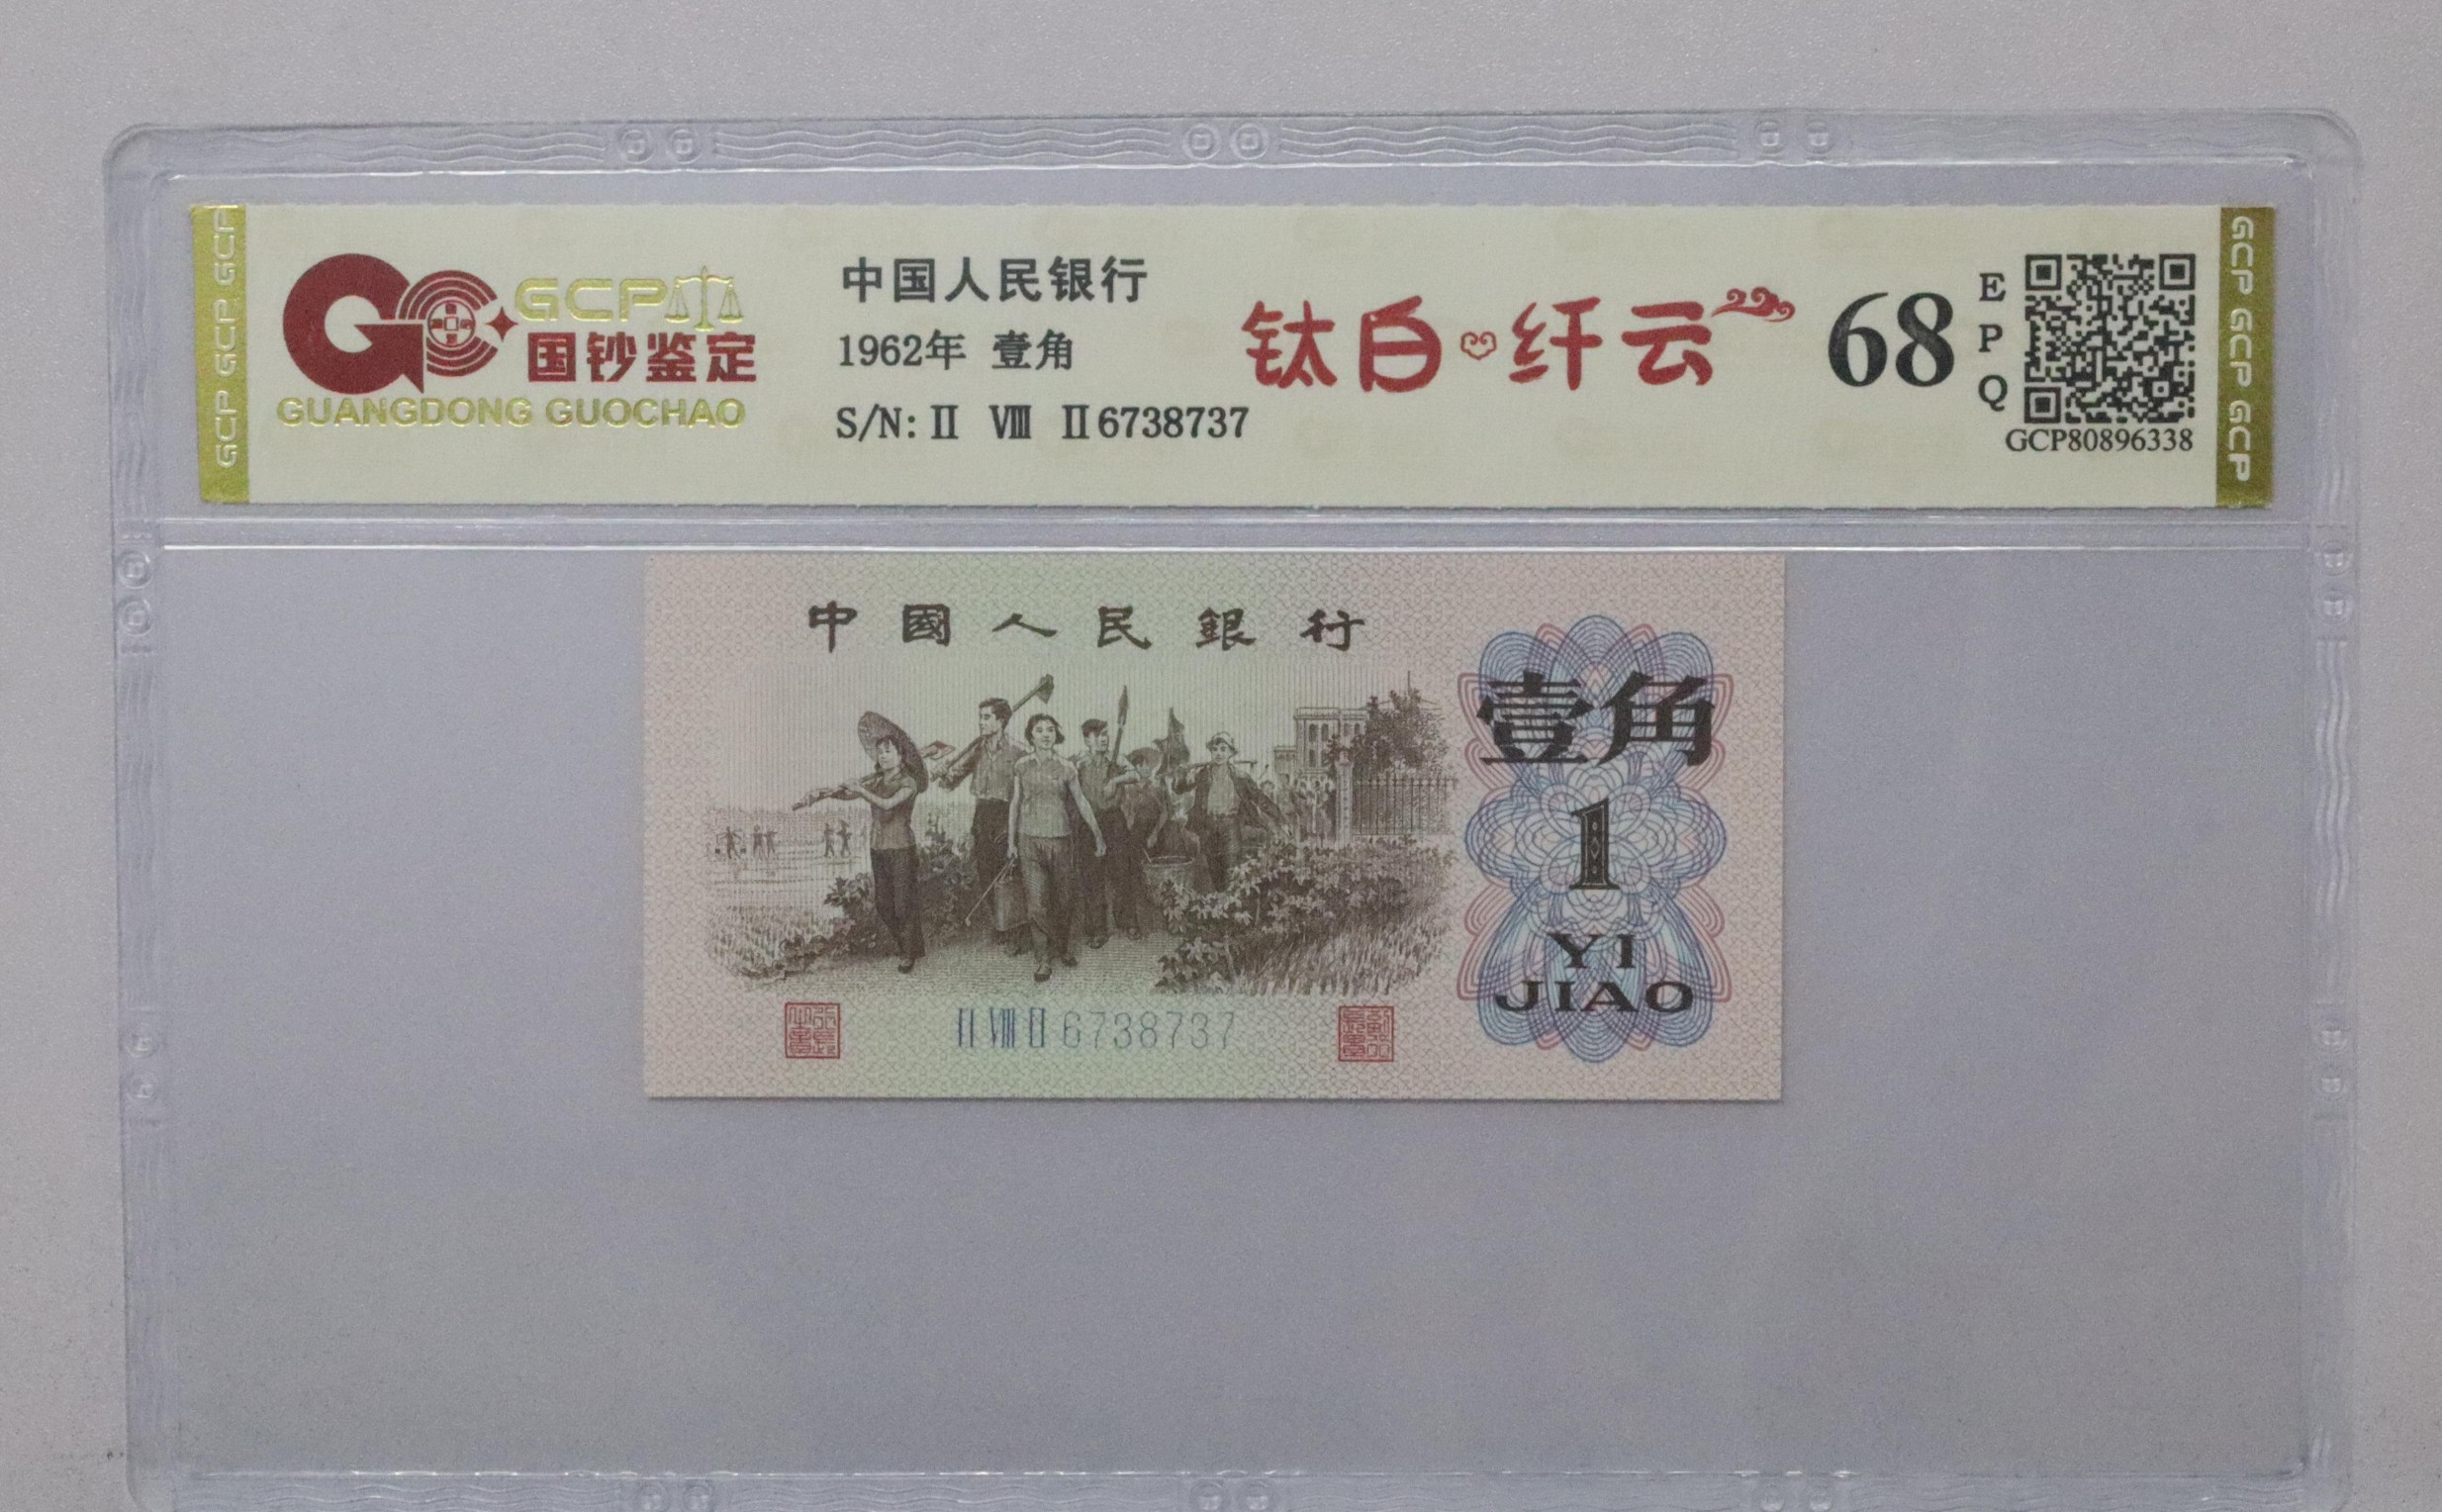 GCP GCP GCP
GCP
国钞鉴定
GUANGDONG GUOCHAO
中国人民银行
1962年 壹角
S/N: Ⅱ Ⅷ Ⅱ6738737
钛白 纤云
68
EPQ
GCP80896338
GCP GCP GCP
中國人民銀行
壹角
1
YI
JIAO
Ⅱ Ⅷ Ⅱ 6738737